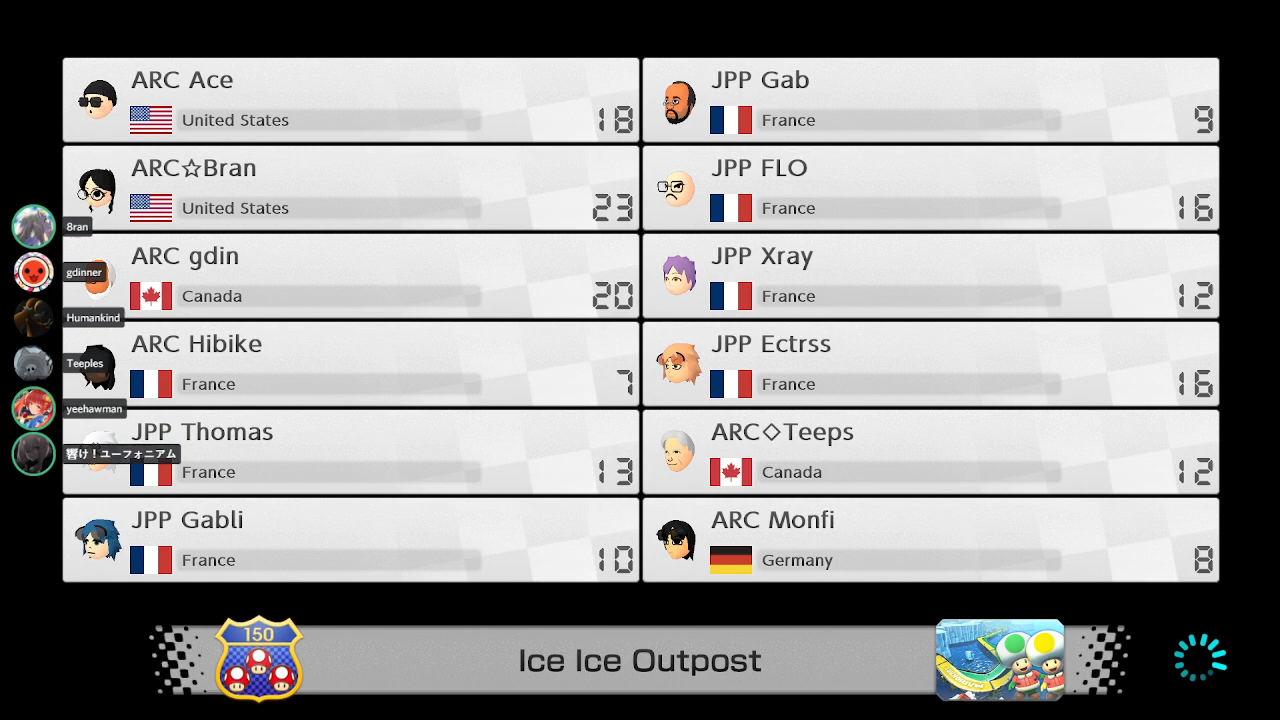 ARC Ace
United States
18
ARC☆Bran
United States
23
ARC gdin
Canada
20
ARC Hibike
France
7
JPP Thomas
France
13
JPP Gabli
France
10
JPP Gab
France
9
JPP FLO
France
16
JPP Xray
France
12
JPP Ectrss
France
16
ARC◇Teeps
Canada
12
ARC Monfi
Germany
8
8ran
gdinner
Humankind
Teeples
yeehawman
響け！ユーフォニアム
150
Ice Ice Outpost